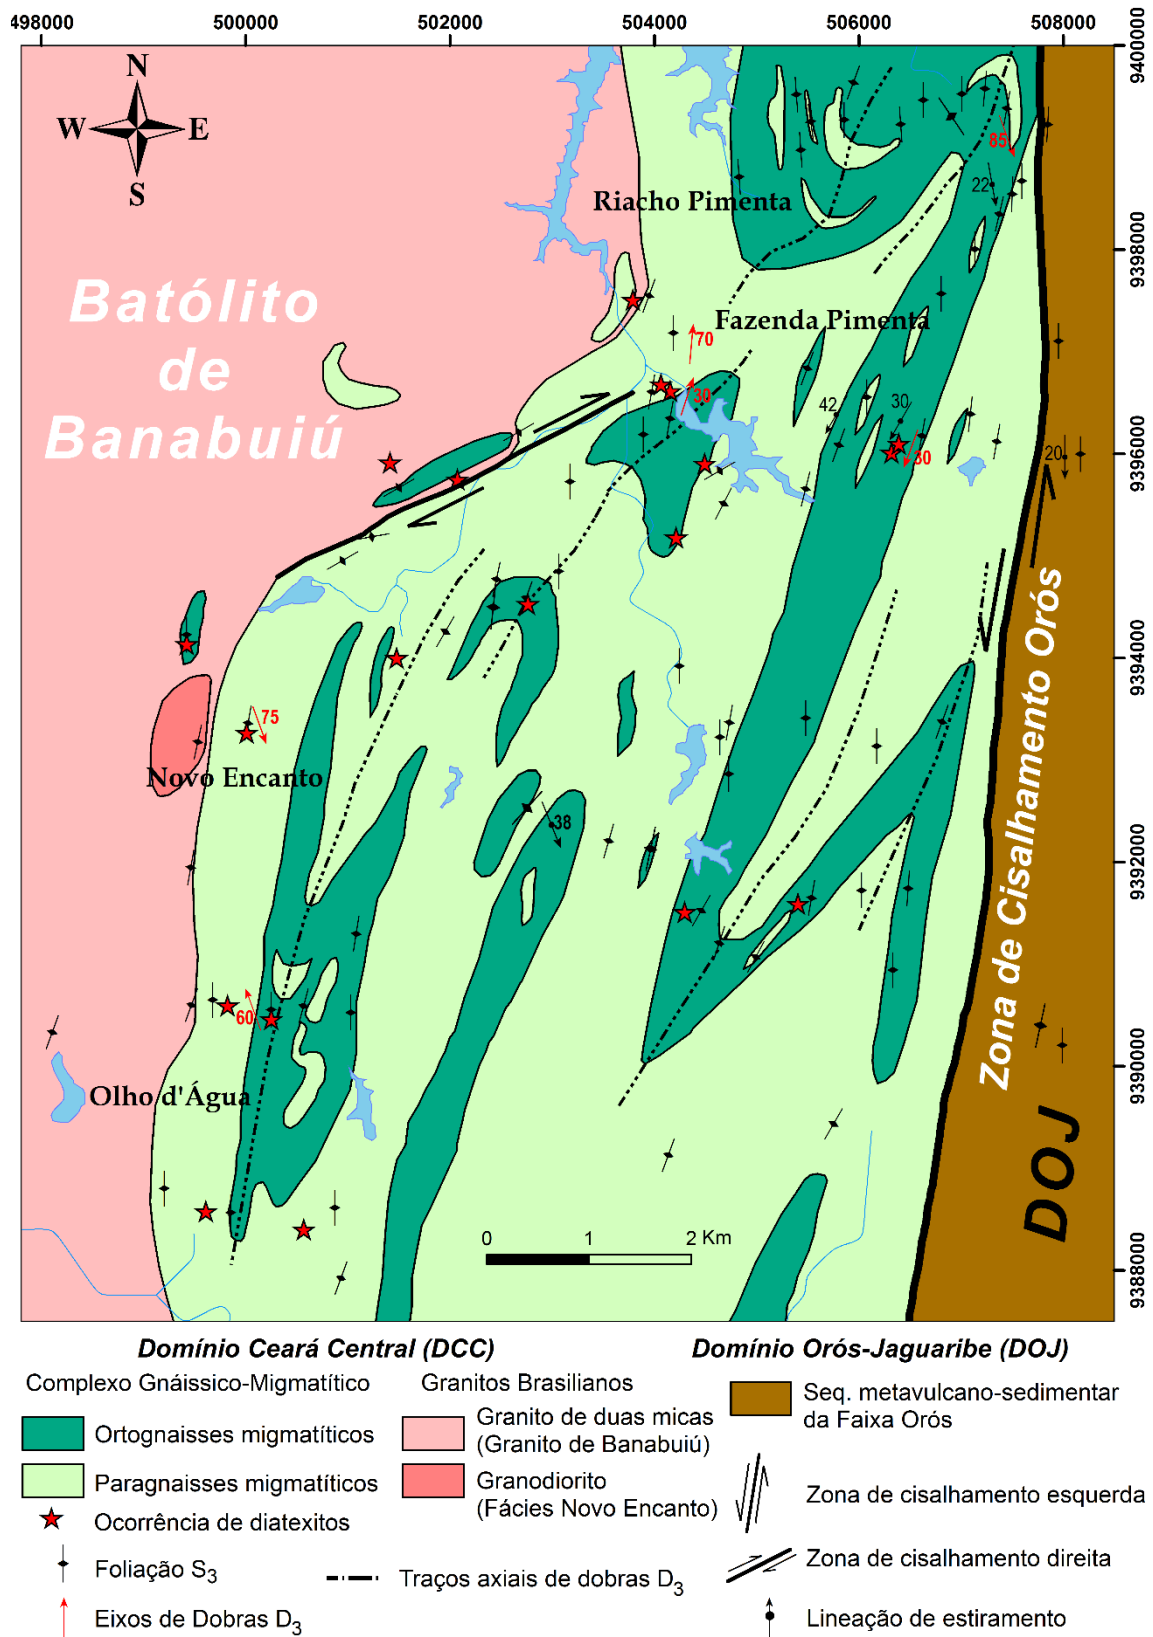 498000 500000 502000 504000 506000 508000
9400000
N
W E
S
85
22
Riacho Pimenta
9398000
Batólito
de
Banabuiú
Fazenda Pimenta
70
30
42
30
30
20
9396000
9394000
75
Novo Encanto
38
9392000
Zona de Cisalhamento Orós
60
Olho d'Água
9390000
DOJ
0 1 2 Km
9388000
Domínio Ceará Central (DCC) Domínio Orós-Jaguaribe (DOJ)
Complexo Gnáissico-Migmatítico
Ortognaisses migmatíticos
Paragnaisses migmatíticos
Ocorrência de diatexitos
Foliação S3
Eixos de Dobras D3
Granitos Brasilianos
Granito de duas micas
(Granito de Banabuiú)
Granodiorito
(Fácies Novo Encanto)
Traços axiais de dobras D3
Seq. metavulcano-sedimentar
da Faixa Orós
Zona de cisalhamento esquerda
Zona de cisalhamento direita
Lineação de estiramento